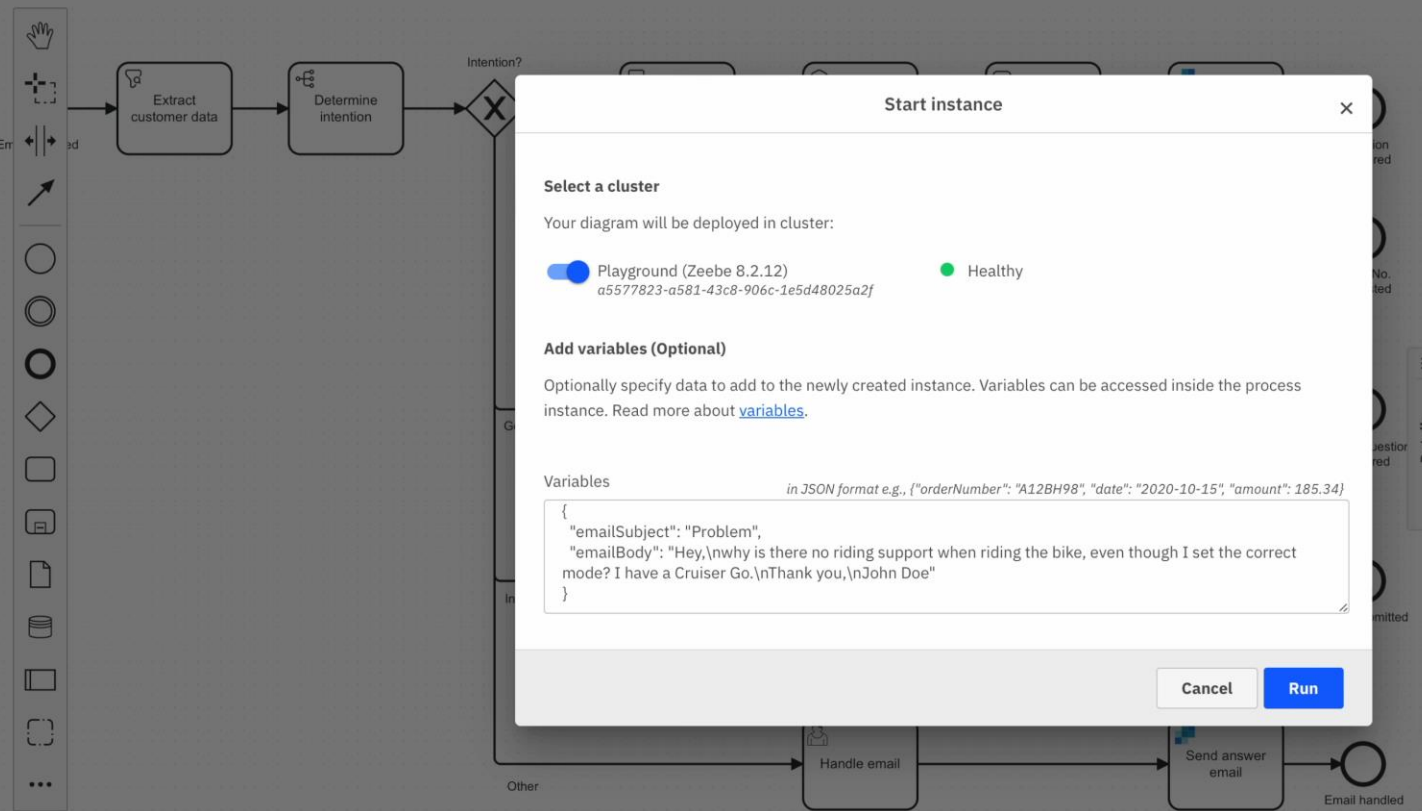 Intention?
Extract
customer data
Determine
intention
X
Start instance
Select a cluster
Your diagram will be deployed in cluster:
Playground (Zeebe 8.2.12)
Healthy
a5577823-a581-43c8-906c-1e5d48025a2f
Add variables (Optional)
Optionally specify data to add to the newly created instance. Variables can be accessed inside the process
instance. Read more about variables.
Variables
in JSON format e.g., {"orderNumber": "A12BH98", "date": "2020-10-15", "amount": 185.34}
{
"emailSubject": "Problem",
"emailBody": "Hey,\nwhy is there no riding support when riding the bike, even though I set the correct
mode? I have a Cruiser Go.\nThank you,\nJohn Doe"
}
Cancel
Run
Handle email
Send answer
email
Other
Email handled